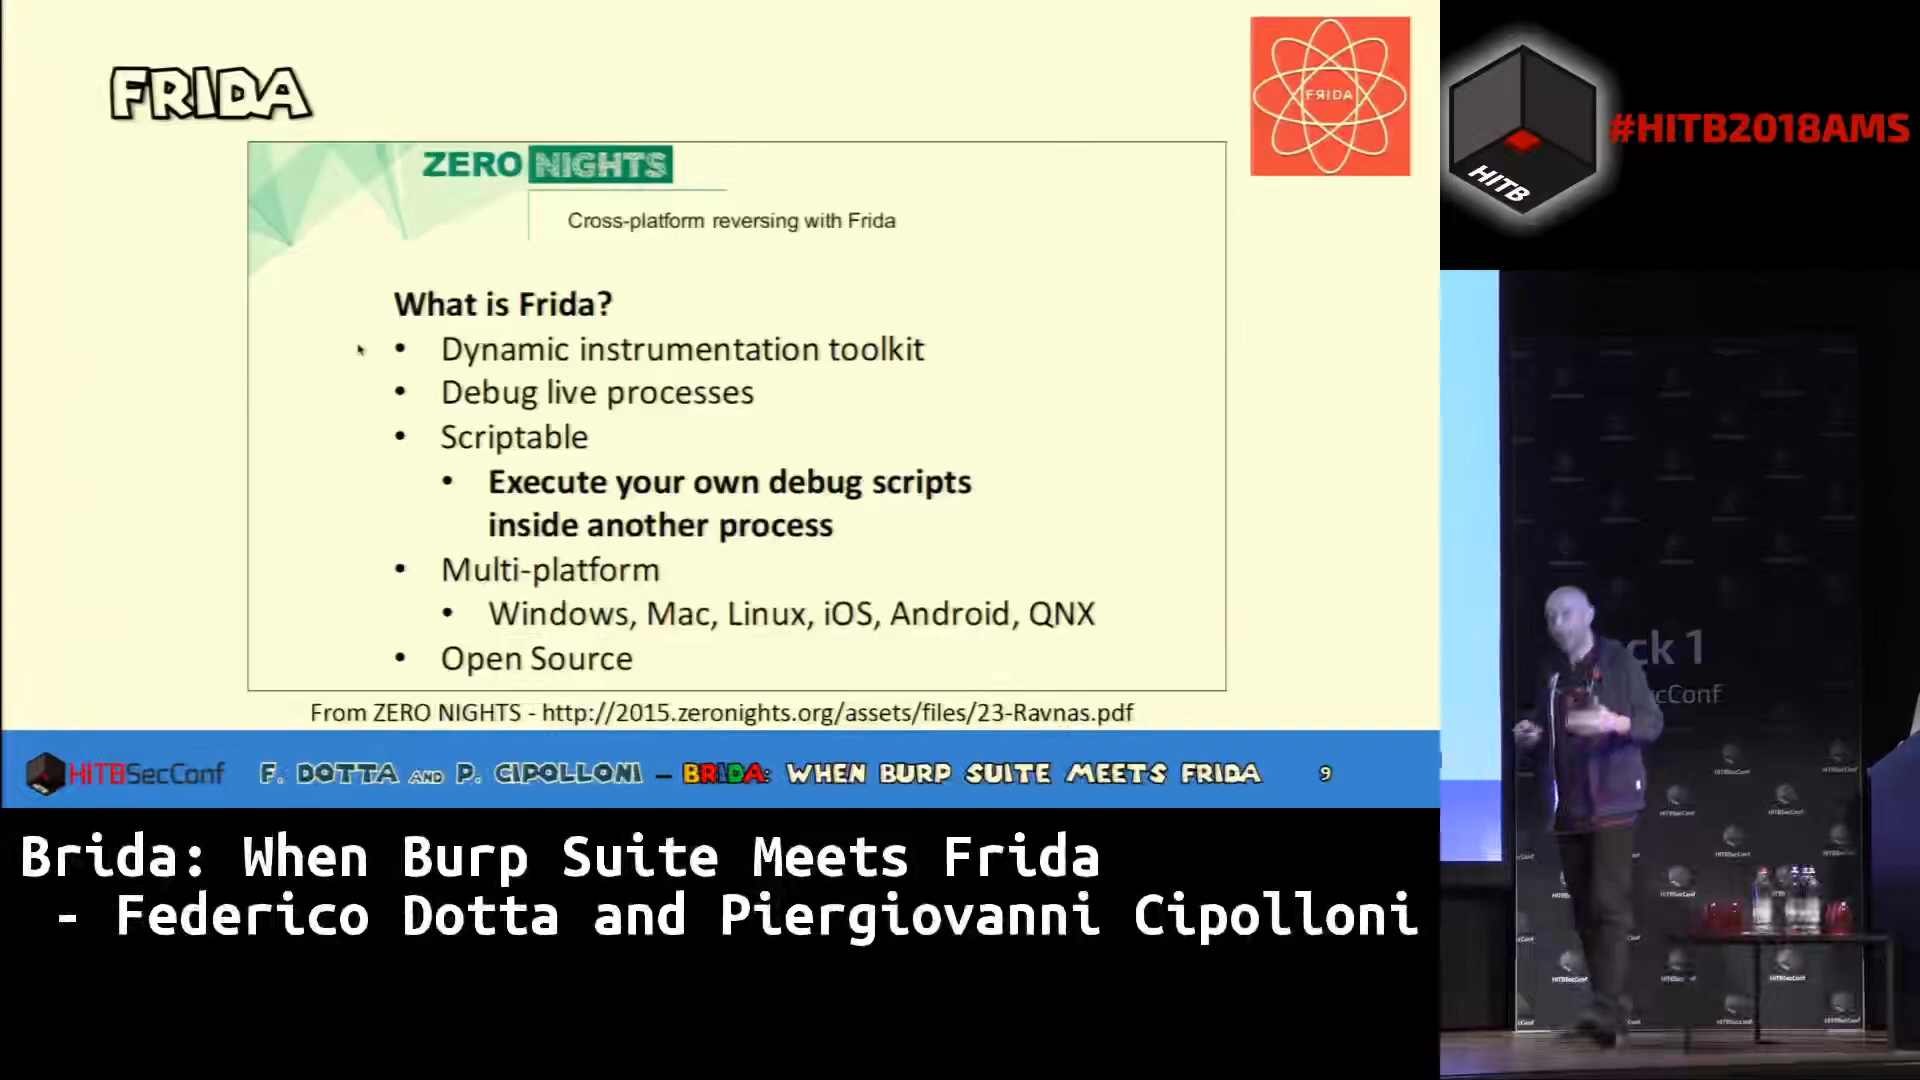 FRIDA
FRIDA
ZERO NIGHTS
Cross-platform reversing with Frida
What is Frida?
• Dynamic instrumentation toolkit
• Debug live processes
• Scriptable
• Execute your own debug scripts
inside another process
• Multi-platform
• Windows, Mac, Linux, iOS, Android, QNX
• Open Source
From ZERO NIGHTS - http://2015.zeronights.org/assets/files/23-Ravnas.pdf
HITBSecConf F. DOTTA AND P. CIPOLLONI – BRIDA: WHEN BURP SUITE MEETS FRIDA 9
HITB
#HITB2018AMS
ck 1
cConf
Brida: When Burp Suite Meets Frida
- Federico Dotta and Piergiovanni Cipolloni